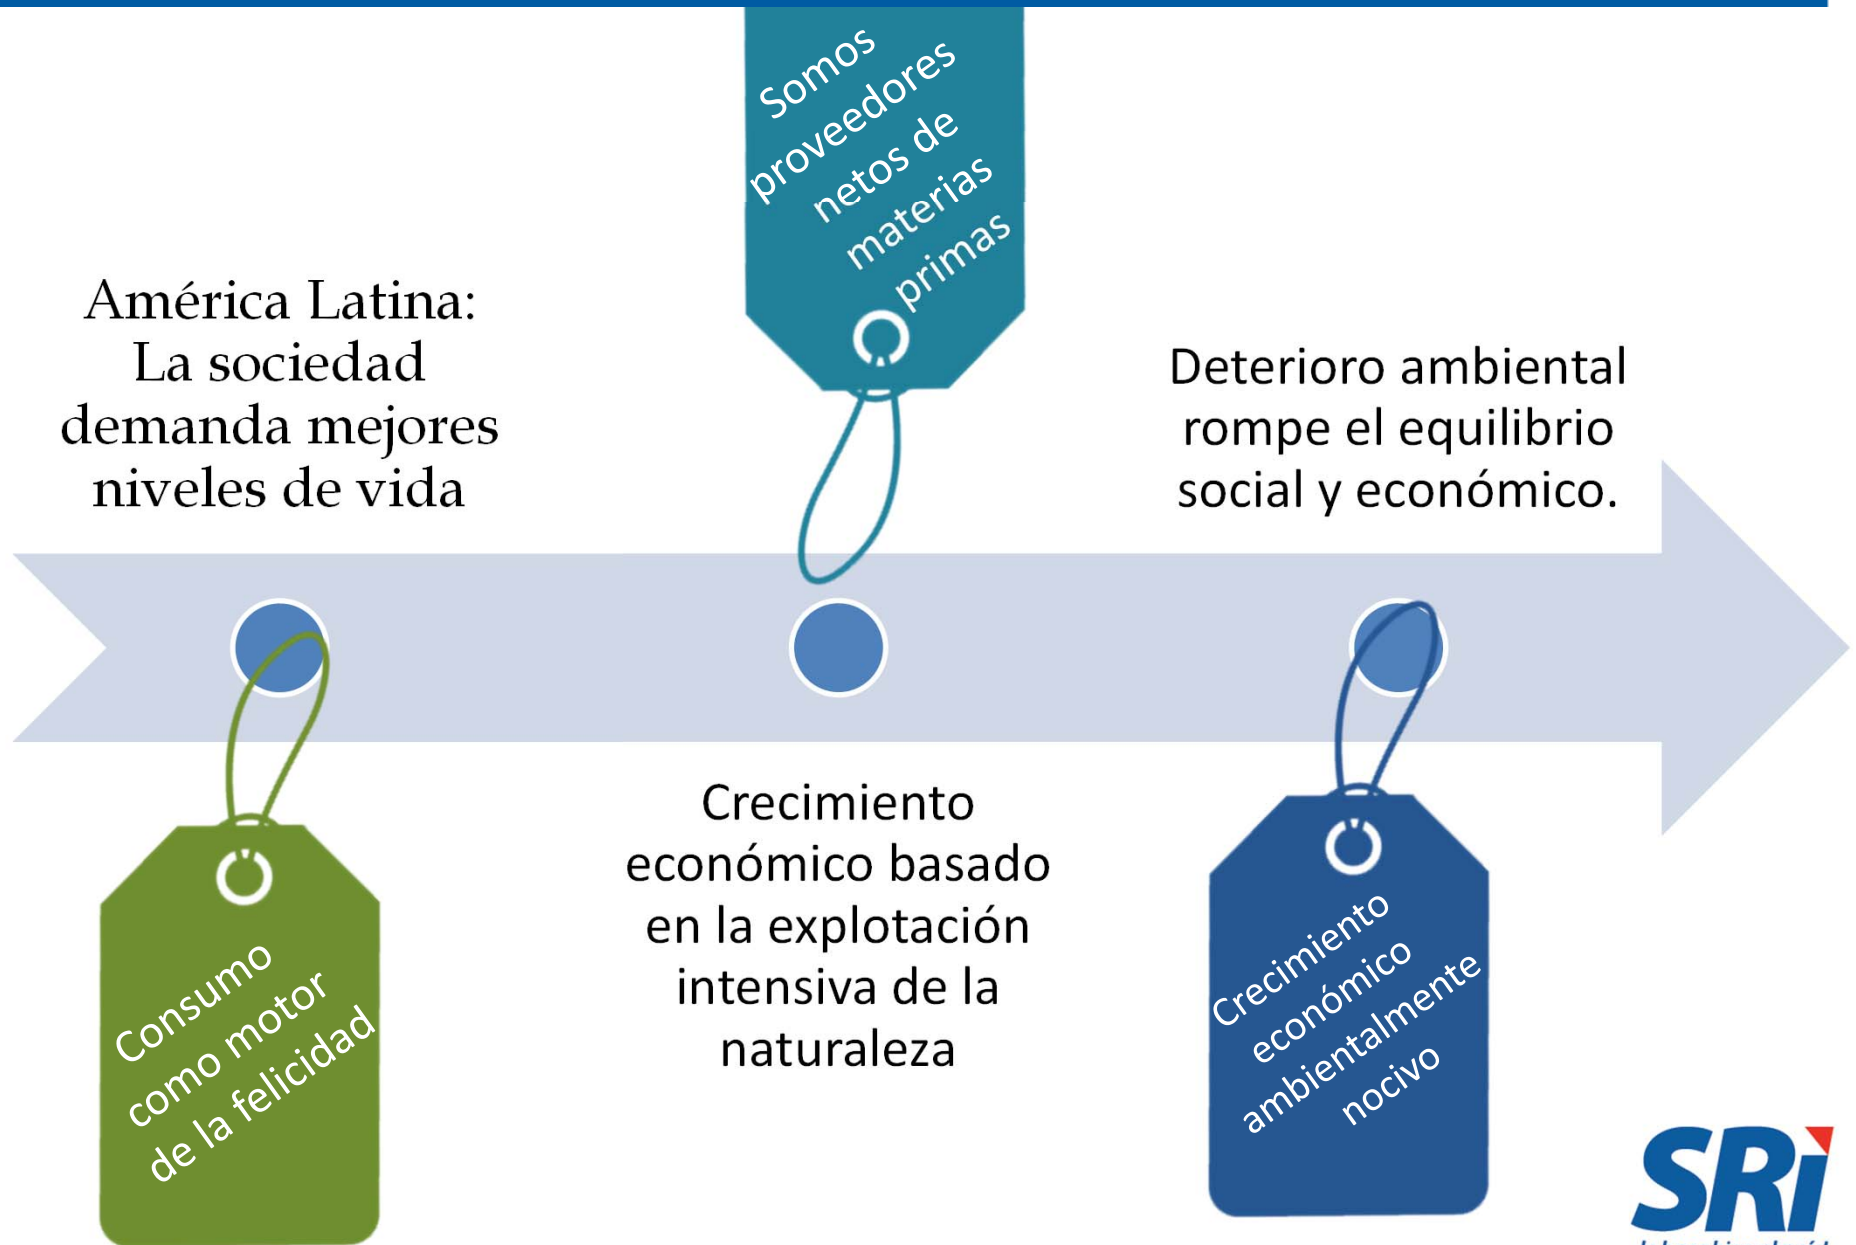 Somos
proveedores
netos de
materias
primas
América Latina:
La sociedad
demanda mejores
niveles de vida
Deterioro ambiental
rompe el equilibrio
social y económico.
Consumo
como motor
de la felicidad
Crecimiento
económico basado
en la explotación
intensiva de la
naturaleza
Crecimiento
económico
ambientalmente
nocivo
SRi